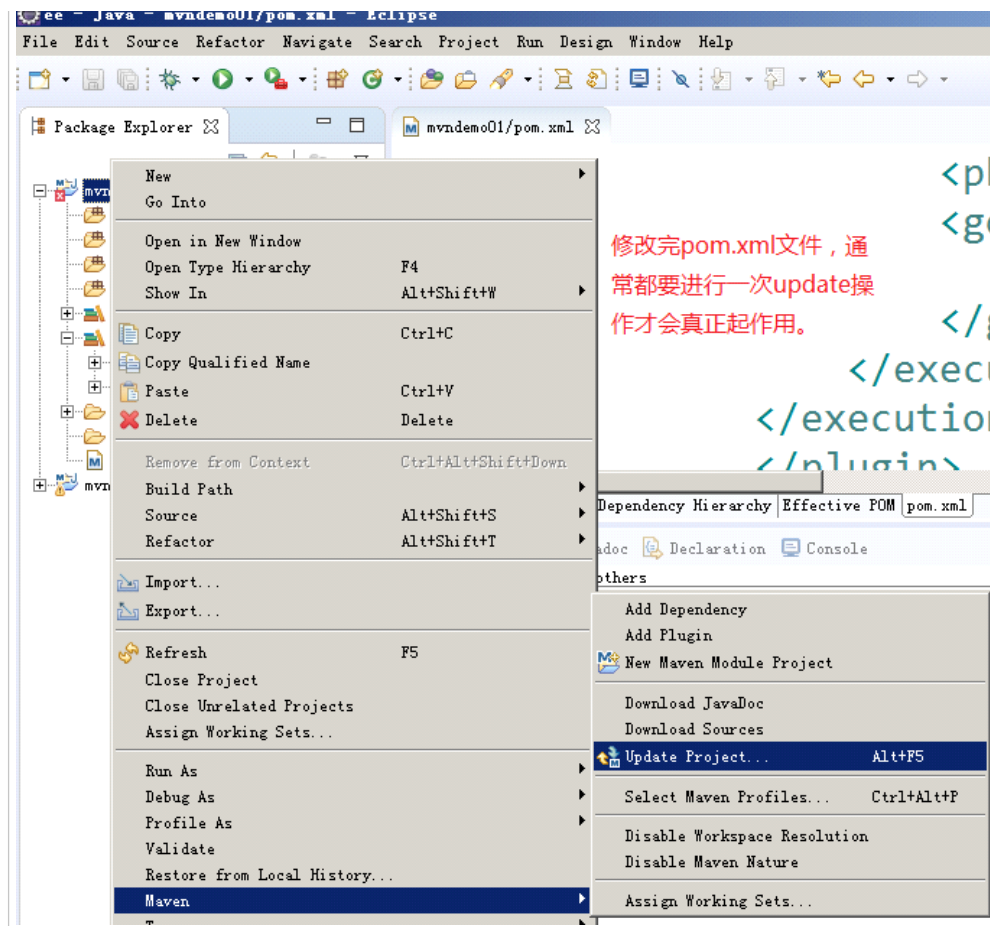 ee - Java - mvndemo01/pom.xml - Eclipse
File Edit Source Refactor Navigate Search Project Run Design Window Help
Package Explorer
mvndemo01/pom.xml
New
Go Into
Open in New Window
Open Type Hierarchy F4
Show In Alt+Shift+W
Copy Ctrl+C
Copy Qualified Name
Paste Ctrl+V
Delete Delete
Remove from Context Ctrl+Alt+Shift+Down
Build Path
Source Alt+Shift+S
Refactor Alt+Shift+T
Import...
Export...
Refresh F5
Close Project
Close Unrelated Projects
Assign Working Sets...
Run As
Debug As
Profile As
Validate
Restore from Local History...
Maven
修改完pom.xml文件，通
常都要进行一次update操
作才会真正起作用。
<ph
<go
</g
</execu
</execution
</plugin>
Dependency Hierarchy Effective POM pom.xml
adoc Declaration Console
others
Add Dependency
Add Plugin
New Maven Module Project
Download JavaDoc
Download Sources
Update Project... Alt+F5
Select Maven Profiles... Ctrl+Alt+P
Disable Workspace Resolution
Disable Maven Nature
Assign Working Sets...